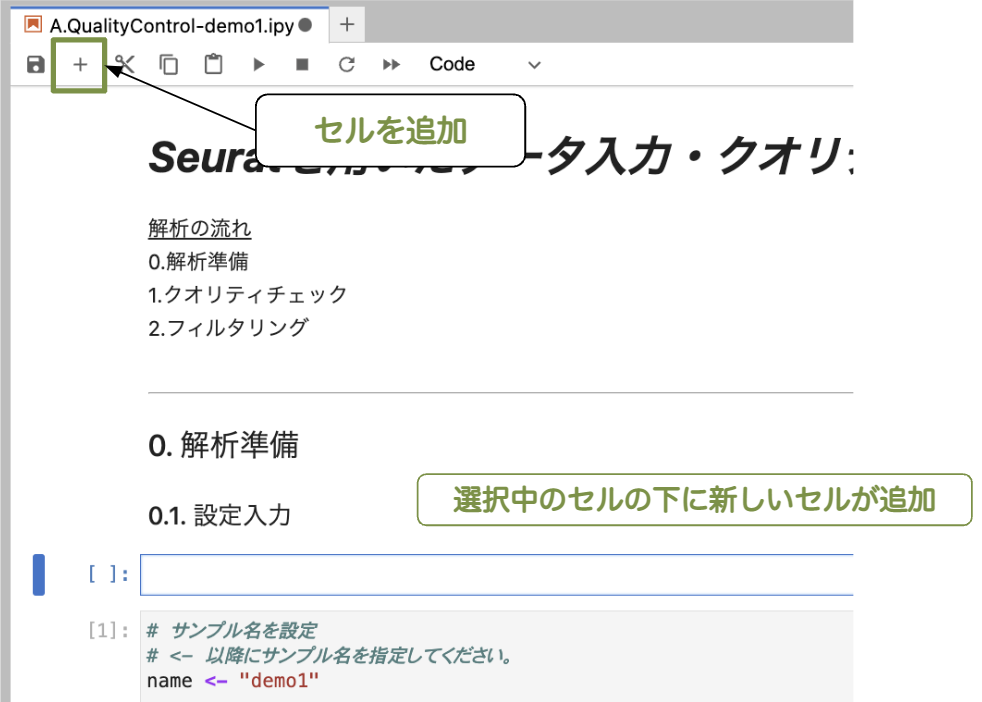 A.QualityControl-demo1.ipy
Code
セルを追加
Seurat を用いたデータ入力・クオリ
解析の流れ
0.解析準備
1.クオリティチェック
2.フィルタリング
0. 解析準備
選択中のセルの下に新しいセルが追加
0.1. 設定入力
[ ]:
[1]:
# サンプル名を設定
# <- 以降にサンプル名を指定してください。
name <- "demo1"